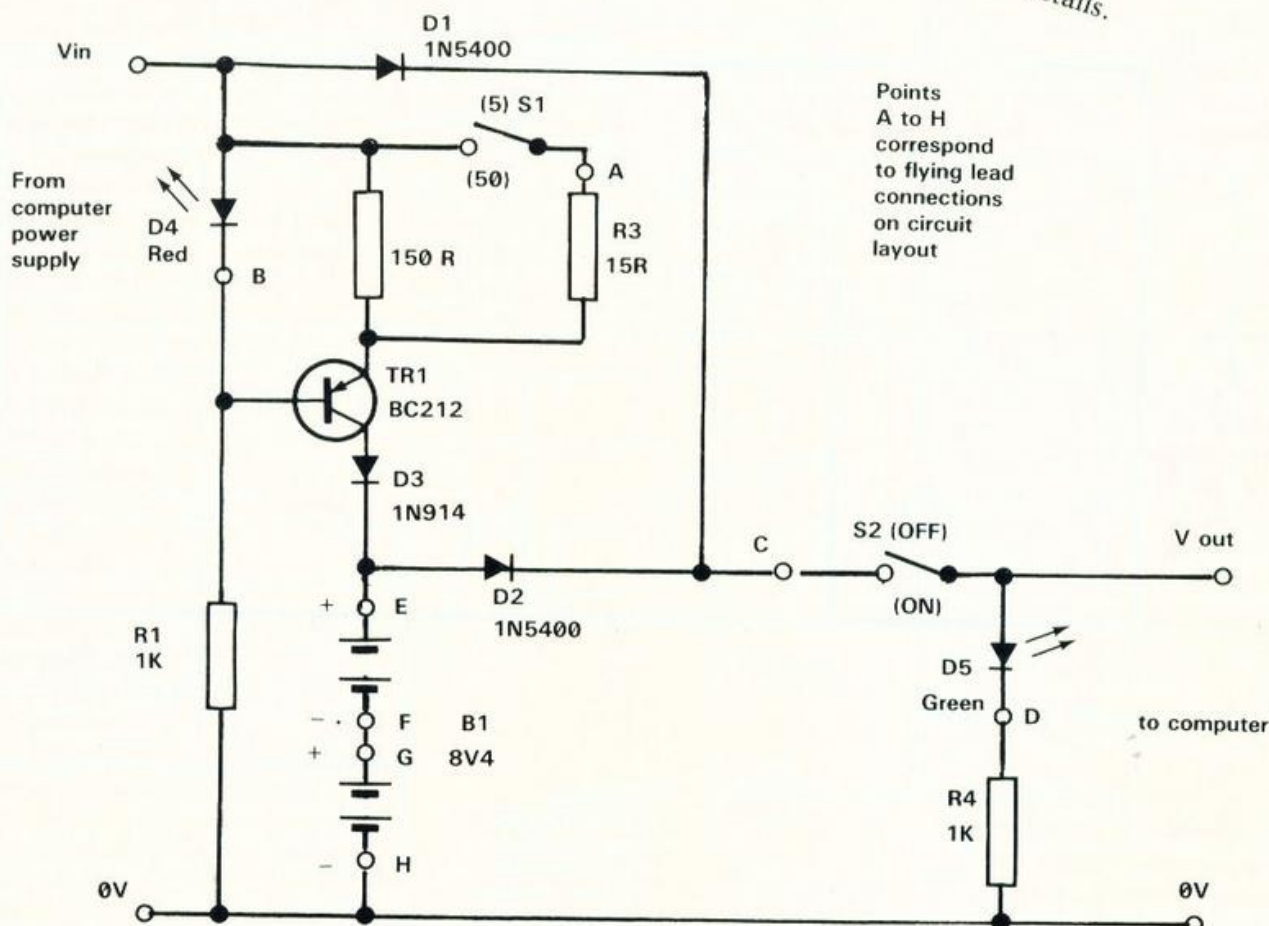 Vin
D1
1N5400
(5) S1
(50)
A
Points
A to H
correspond
to flying lead
connections
on circuit
layout
From
computer
power
supply
D4
Red
B
150 R
R3
15R
TR1
BC212
D3
1N914
C
S2 (OFF)
(ON)
V out
D2
1N5400
+
E
R1
1K
D5
Green
D
- .
F
B1
+
G
8V4
to computer
R4
1K
-
H
0V
0V